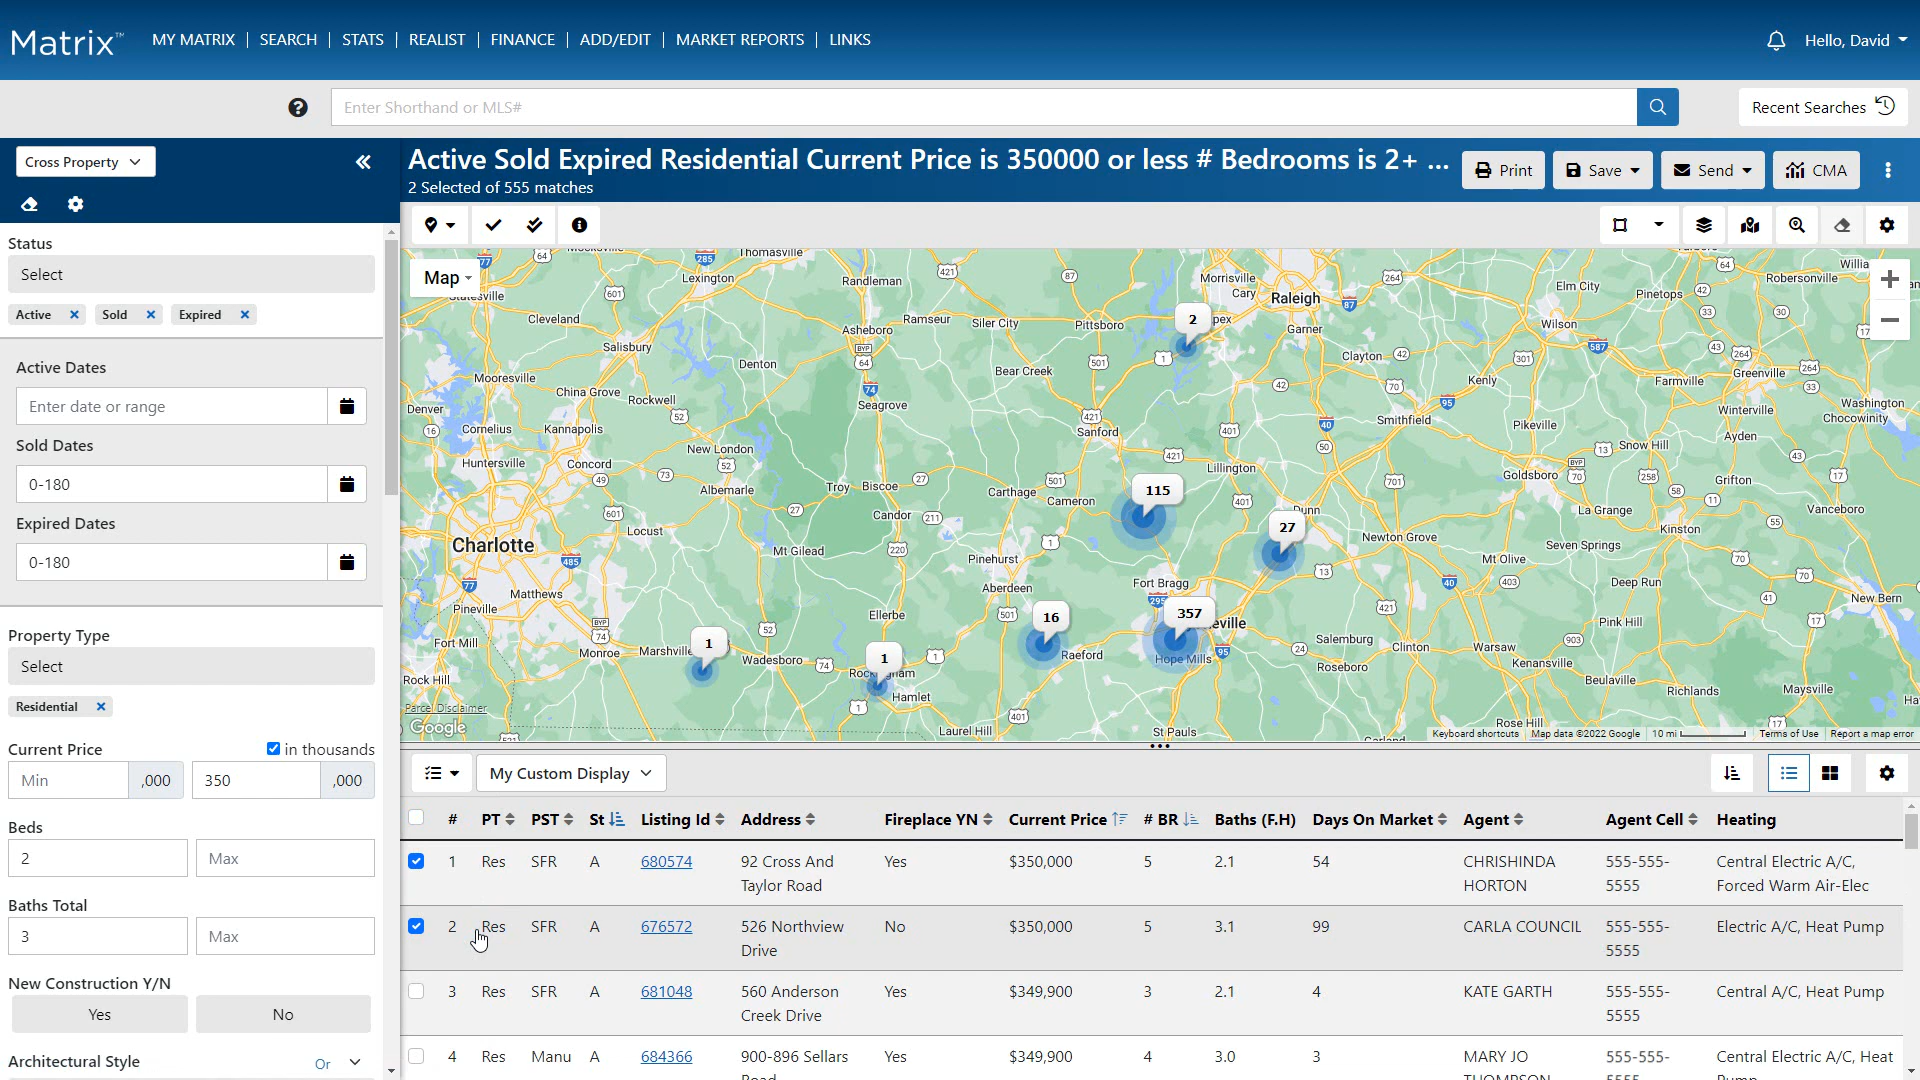 Matrix™
MY MATRIX | SEARCH | STATS | REALIST | FINANCE | ADD/EDIT | MARKET REPORTS | LINKS
Hello, David
Enter Shorthand or MLS#
Recent Searches
Cross Property
Active Sold Expired Residential Current Price is 350000 or less # Bedrooms is 2+ ...
2 Selected of 555 matches
Print
Save
Send
CMA
Status
Select
Active
Sold
Expired
Active Dates
Enter date or range
Sold Dates
0-180
Expired Dates
0-180
Property Type
Select
Residential
Current Price
in thousands
Min
,000
350
,000
Beds
2
Max
Baths Total
3
Max
New Construction Y/N
Yes
No
Architectural Style
Or
Map
Thomasville
Lexington
Randleman
Statesville
Cleveland
Salisbury
Asheboro
Ramseur
Siler City
Pittsboro
Morrisville
Cary
Raleigh
Garner
Elm City
Pinetops
Robersonville
Wilson
Mooresville
China Grove
Rockwell
Denton
Bear Creek
Clayton
Kenly
Farmville
Greenville
Washington
Chocowinity
Denver
Cornelius
Kannapolis
Seagrove
Sanford
Smithfield
Pikeville
Winterville
Ayden
Snow Hill
Huntersville
Concord
New London
Albemarle
Troy
Biscoe
Carthage
Cameron
Lillington
Goldsboro
Grifton
La Grange
Kinston
Vanceboro
Charlotte
Locust
Candor
Mt Gilead
Pinehurst
Newton Grove
Mt Olive
Seven Springs
Deep Run
New Bern
Matthews
Pineville
Aberdeen
Fort Bragg
Ellerbe
Fort Mill
Monroe
Marshville
Wadesboro
Raeford
Hope Mills
Salemburg
Roseboro
Clinton
Warsaw
Kenansville
Pink Hill
Beulaville
Richlands
Maysville
Rock Hill
Hamlet
Laurel Hill
St Pauls
Rose Hill
2
115
27
357
16
1
1
Parcel Disclaimer
Google
Keyboard shortcuts
Map data ©2022 Google
10 mi
Terms of Use
Report a map error
My Custom Display
# PT PST St Listing Id Address Fireplace YN Current Price # BR Baths (F.H) Days On Market Agent Agent Cell Heating
1 Res SFR A 680574 92 Cross And Yes $350,000 5 2.1 54 CHRISHINDA 555-555- Central Electric A/C,
Taylor Road HORTON 5555 Forced Warm Air-Elec
2 Res SFR A 676572 526 Northview No $350,000 5 3.1 99 CARLA COUNCIL 555-555- Electric A/C, Heat Pump
Drive 5555
3 Res SFR A 681048 560 Anderson Yes $349,900 3 2.1 4 KATE GARTH 555-555- Central A/C, Heat Pump
Creek Drive 5555
4 Res Manu A 684366 900-896 Sellars Yes $349,900 4 3.0 3 MARY JO 555-555- Central Electric A/C, Heat
Road THOMPSON 5555 Pump